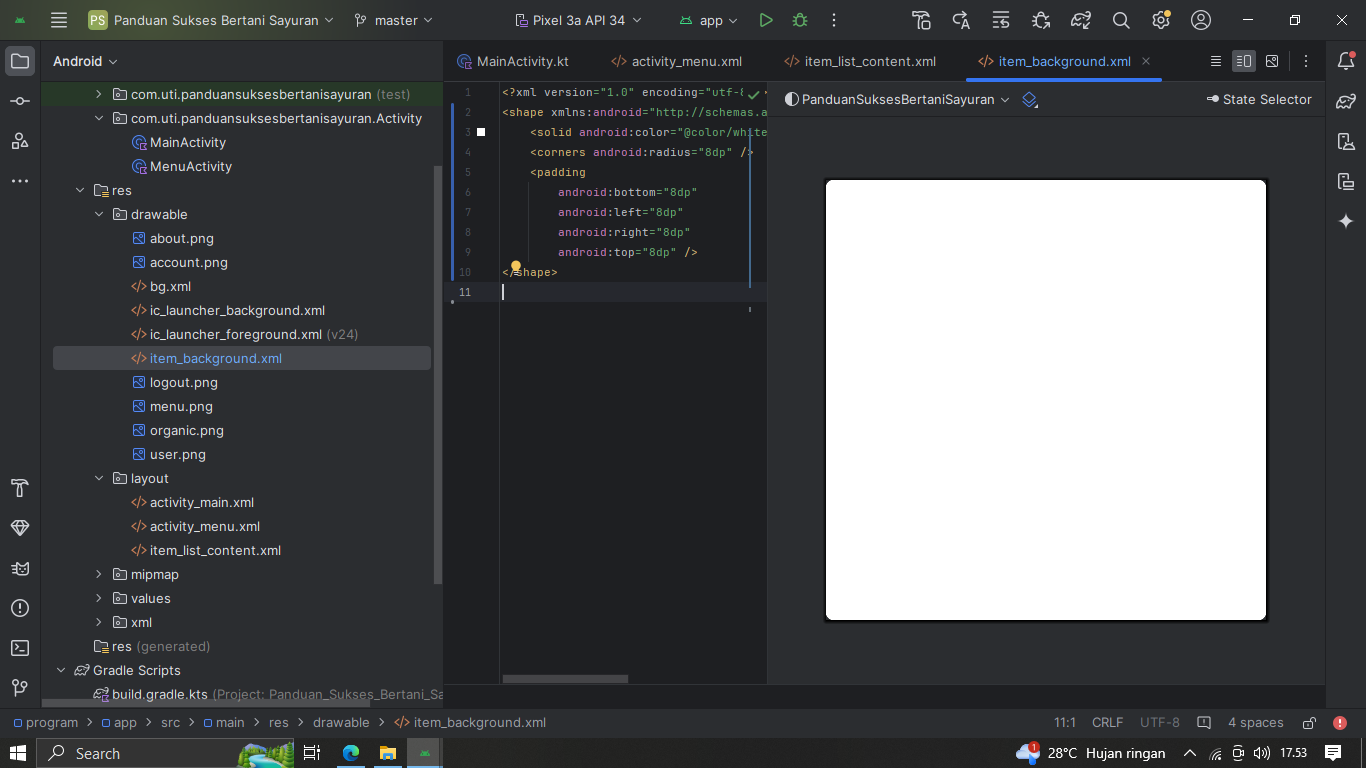 PS Panduan Sukses Bertani Sayuran master Pixel 3a API 34 app
Android
com.uti.panduansuksesbertanisayuran (test)
com.uti.panduansuksesbertanisayuran.Activity
MainActivity
MenuActivity
res
drawable
about.png
account.png
bg.xml
ic_launcher_background.xml
ic_launcher_foreground.xml (v24)
item_background.xml
logout.png
menu.png
organic.png
user.png
layout
activity_main.xml
activity_menu.xml
item_list_content.xml
mipmap
values
xml
res (generated)
Gradle Scripts
build.gradle.kts (Project: Panduan_Sukses_Bertani_Sa
MainActivity.kt activity_menu.xml item_list_content.xml item_background.xml
1 <?xml version="1.0" encoding="utf-8
2 <shape xmlns:android="http://schemas.a
3 <solid android:color="@color/white
4 <corners android:radius="8dp" />
5 <padding
6 android:bottom="8dp"
7 android:left="8dp"
8 android:right="8dp"
9 android:top="8dp" />
10 </shape>
11
PanduanSuksesBertaniSayuran State Selector
program > app > src > main > res > drawable > item_background.xml 11:1 CRLF UTF-8 4 spaces
Search 1 28°C Hujan ringan 17.53